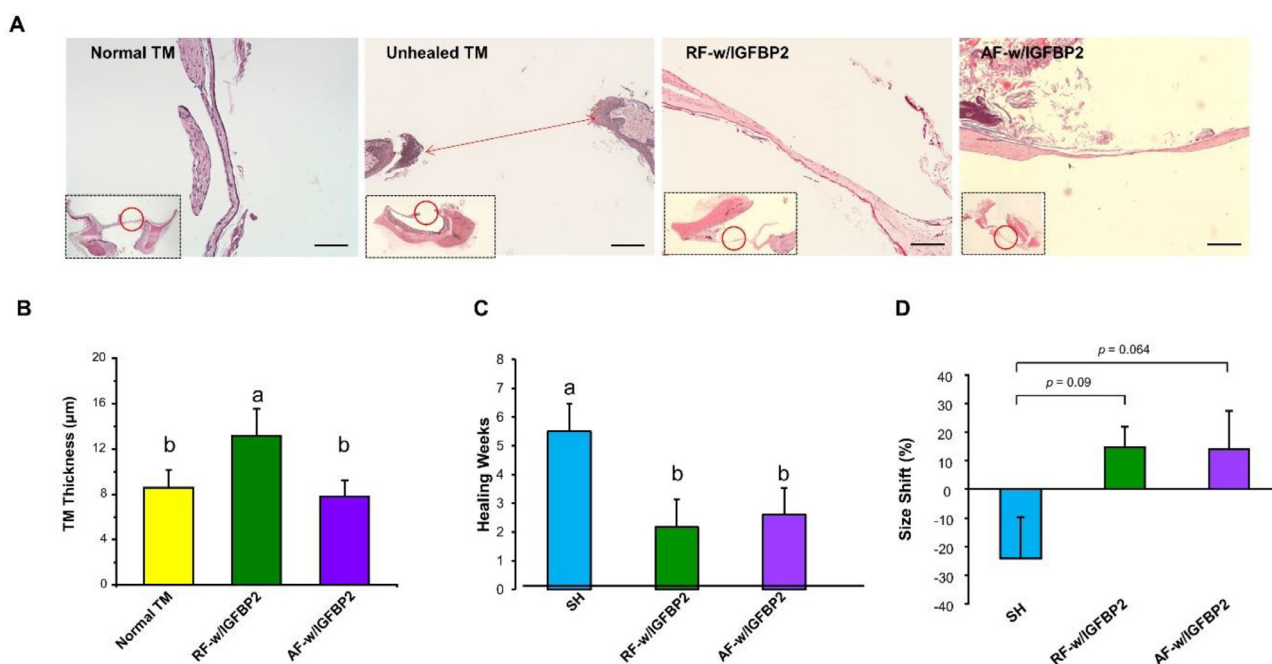 A
Normal TM
Unhealed TM
RF-w/IGFBP2
AF-w/IGFBP2
B
TM Thickness (µm)
20
16
12
8
4
0
b
a
b
Normal TM
RF-w/IGFBP2
AF-w/IGFBP2
C
Healing Weeks
8
7
6
5
4
3
2
1
0
a
b
b
SH
RF-w/IGFBP2
AF-w/IGFBP2
D
p = 0.064
p = 0.09
Size Shift (%)
40
30
20
10
0
-10
-20
-30
-40
SH
RF-w/IGFBP2
AF-w/IGFBP2